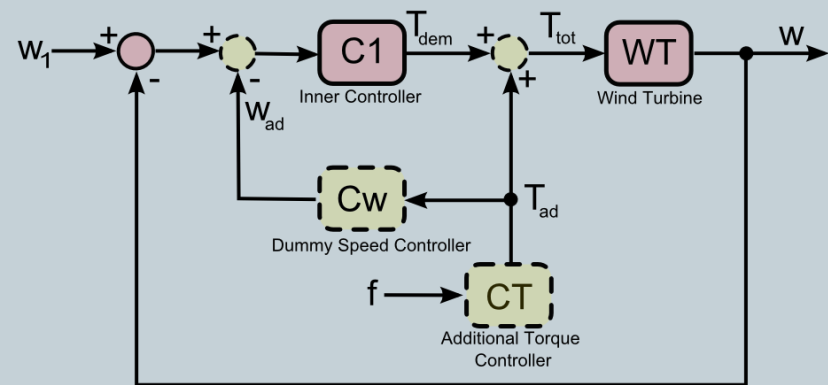 w1 + - + - C1 Tdem + + Ttot WT w
Inner Controller
Wind Turbine
wad
Cw
Tad
Dummy Speed Controller
f CT
Additional Torque
Controller